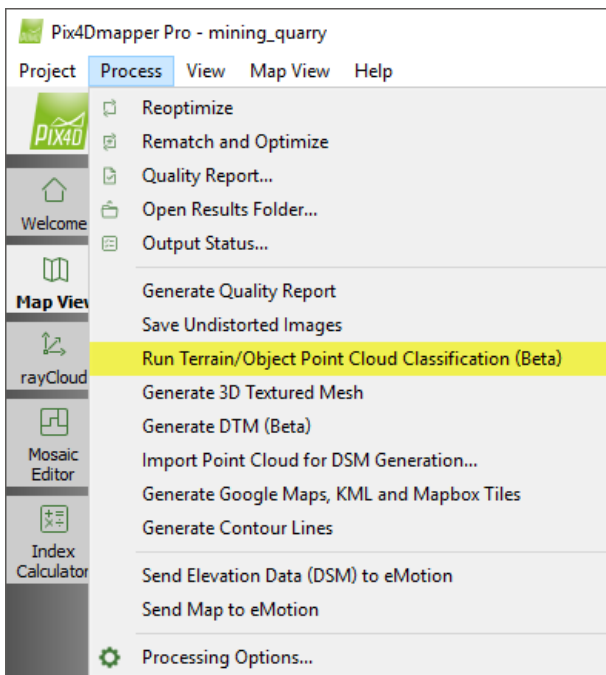 Pix4Dmapper Pro - mining_quarry
Project Process View Map View Help
PIX4D
Reoptimize
Rematch and Optimize
Quality Report...
Open Results Folder...
Output Status...
Welcome
Map View
rayCloud
Mosaic
Editor
Index
Calculator
Generate Quality Report
Save Undistorted Images
Run Terrain/Object Point Cloud Classification (Beta)
Generate 3D Textured Mesh
Generate DTM (Beta)
Import Point Cloud for DSM Generation...
Generate Google Maps, KML and Mapbox Tiles
Generate Contour Lines
Send Elevation Data (DSM) to eMotion
Send Map to eMotion
Processing Options...